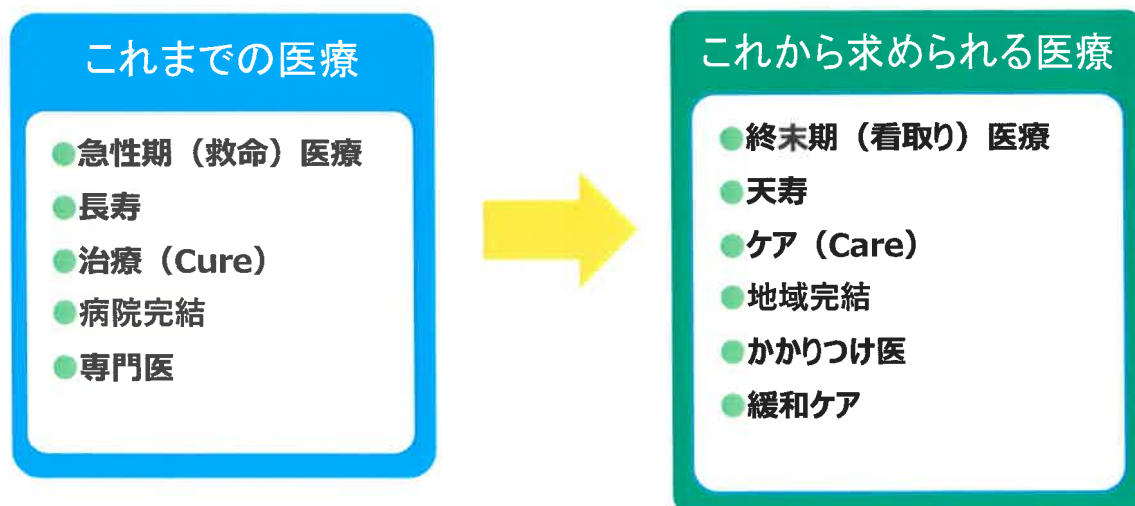 これまでの医療
●急性期（救命）医療
●長寿
●治療（Cure）
●病院完結
●専門医
これから求められる医療
●終末期（看取り）医療
●天寿
●ケア（Care）
●地域完結
●かかりつけ医
●緩和ケア